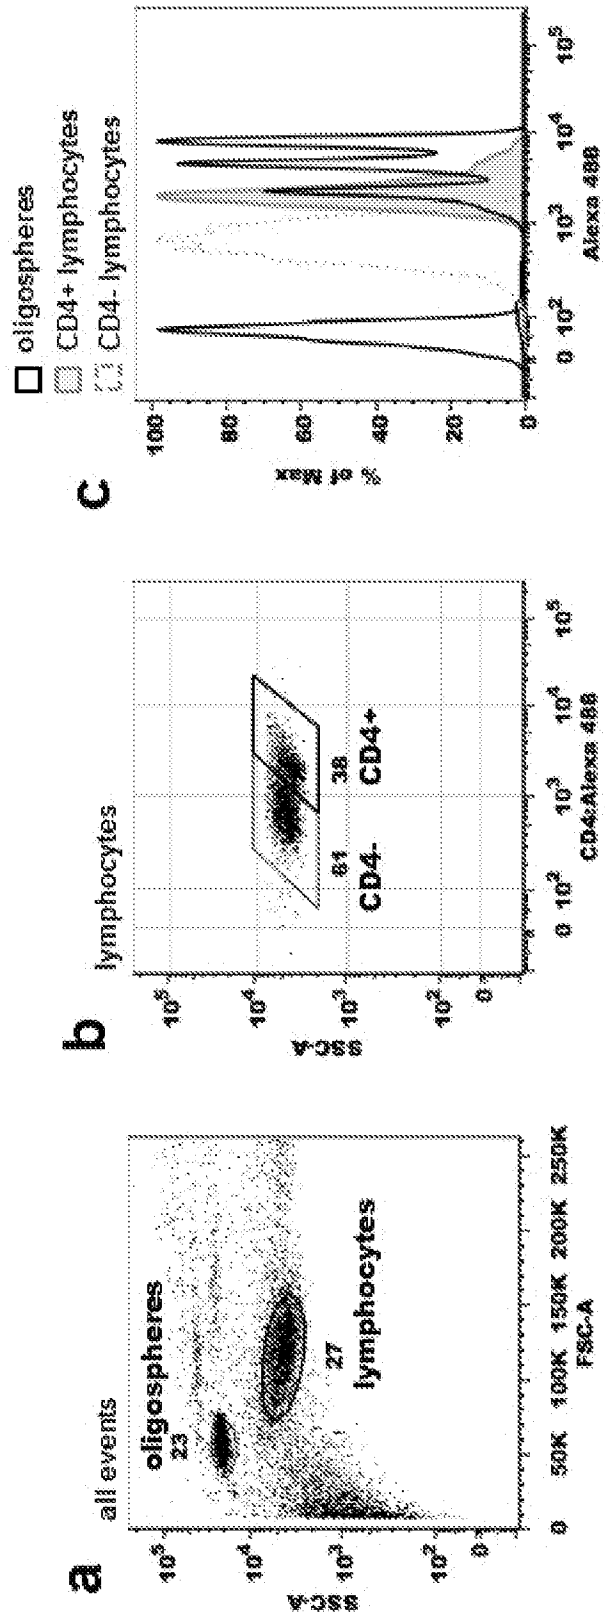 a
all events
oligospheres
23
27
lymphocytes
SSC-A
10^5
10^4
10^3
10^2
0
0 50K 100K 150K 200K 250K
FSC-A
b
lymphocytes
61
38
CD4-
CD4+
SSC-A
10^5
10^4
10^3
10^2
0
0 10^2 10^3 10^4 10^5
CD4:Alexa 488
c
oligospheres
CD4+ lymphocytes
CD4- lymphocytes
% of Max
100
80
60
40
20
0
0 10^2 10^3 10^4 10^5
Alexa 488